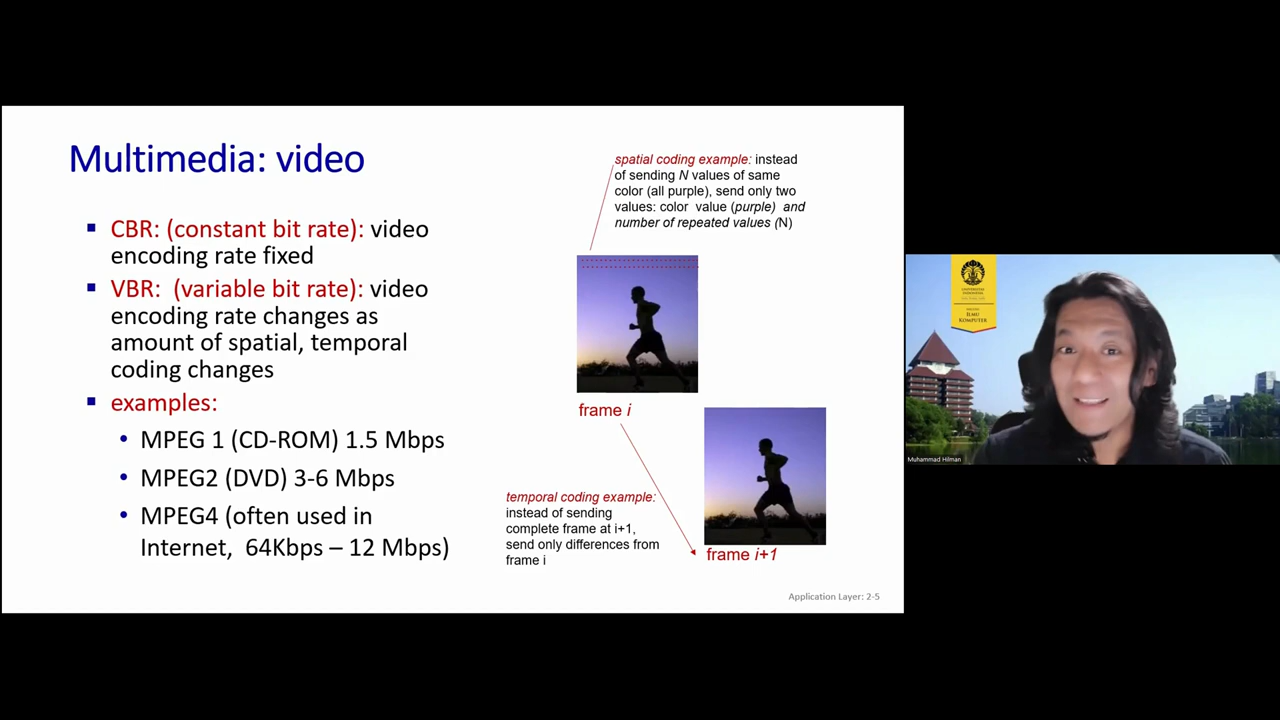 Multimedia: video
▪ CBR: (constant bit rate): video
encoding rate fixed
▪ VBR: (variable bit rate): video
encoding rate changes as
amount of spatial, temporal
coding changes
▪ examples:
• MPEG 1 (CD-ROM) 1.5 Mbps
• MPEG2 (DVD) 3-6 Mbps
• MPEG4 (often used in
Internet, 64Kbps – 12 Mbps)
spatial coding example: instead
of sending N values of same
color (all purple), send only two
values: color value (purple) and
number of repeated values (N)
frame i
temporal coding example:
instead of sending
complete frame at i+1,
send only differences from
frame i
frame i+1
Application Layer: 2-5
UNIVERSITAS
INDONESIA
ILMU
KOMPUTER
Muhammad Hilman